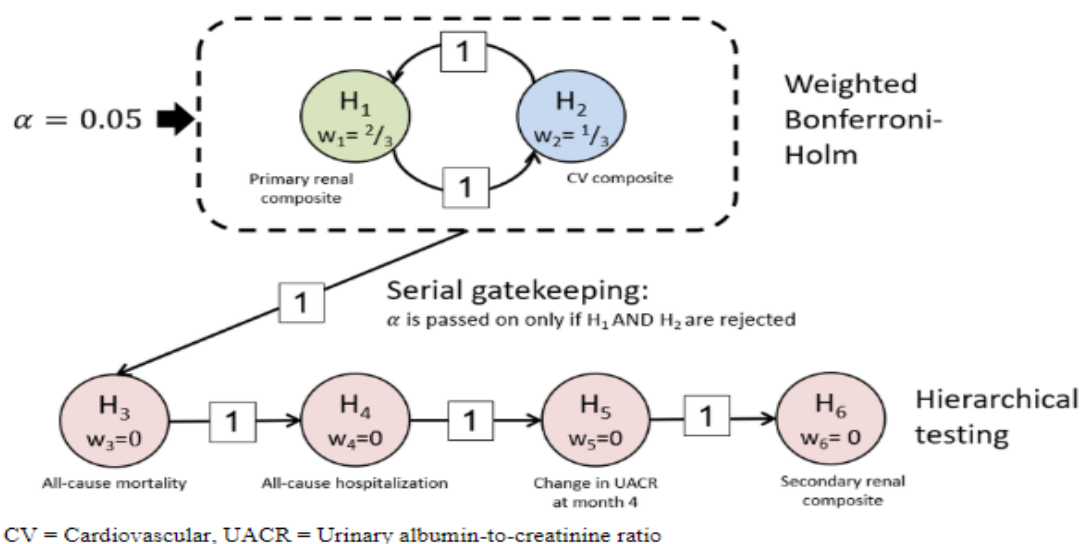 1
α = 0.05
H₁
w₁= ²/₃
H₂
w₂= ¹/₃
Weighted
Bonferroni-
Holm
Primary renal
composite
CV composite
1
1
Serial gatekeeping:
α is passed on only if H₁ AND H₂ are rejected
H₃
w₃=0
1
H₄
w₄=0
1
H₅
w₅=0
1
H₆
w₆= 0
Hierarchical
testing
All-cause mortality
All-cause hospitalization
Change in UACR
at month 4
Secondary renal
composite
CV = Cardiovascular, UACR = Urinary albumin-to-creatinine ratio